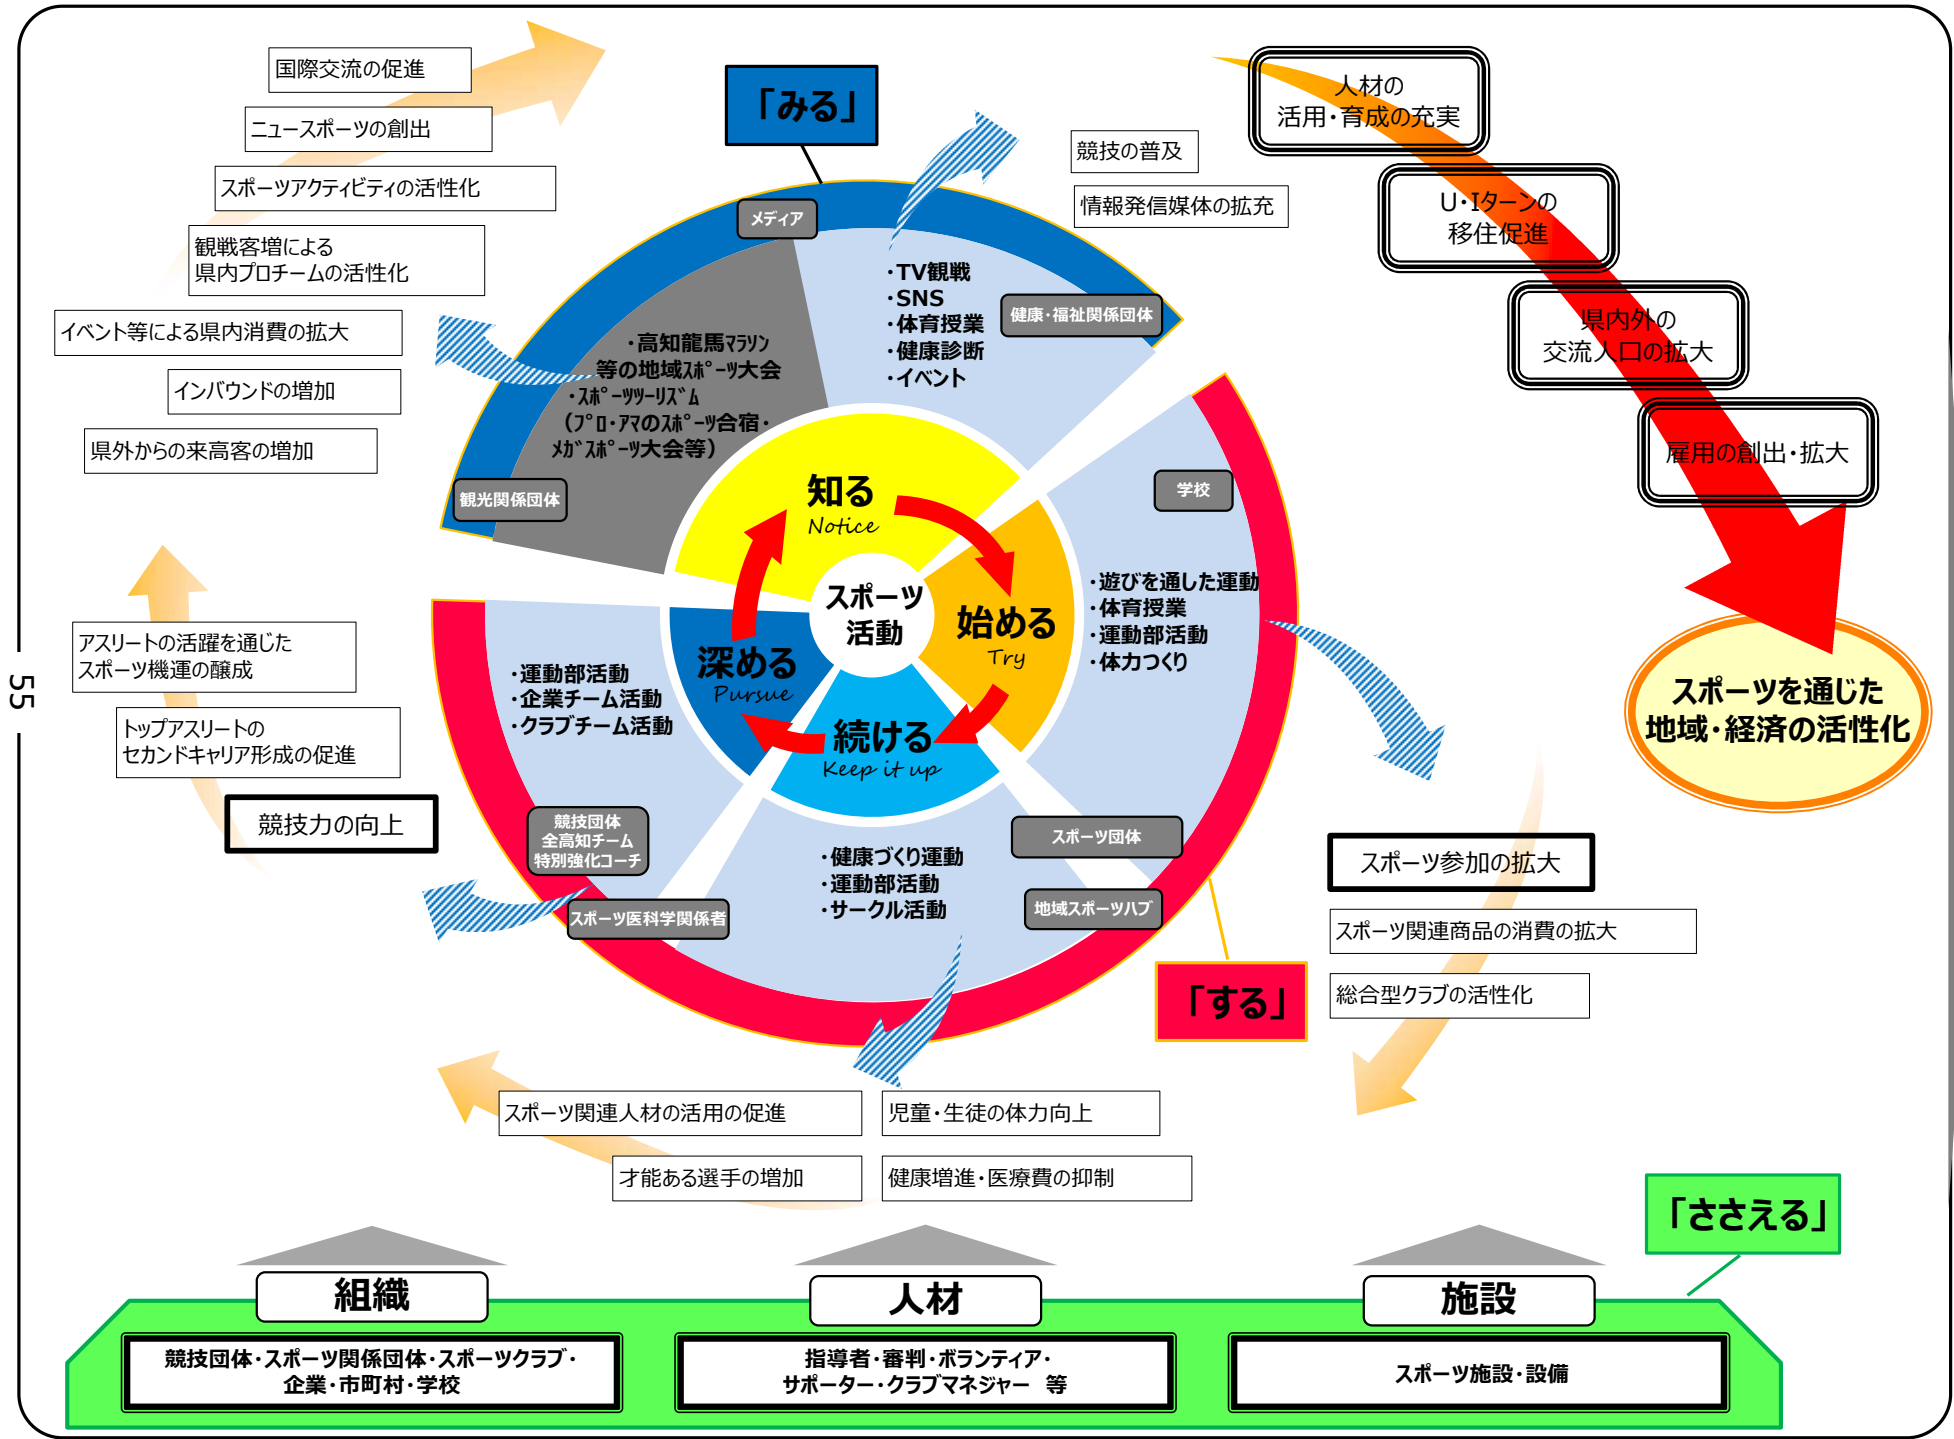 国際交流の促進
ニュースポーツの創出
スポーツアクティビティの活性化
観戦客増による
県内プロチームの活性化
イベント等による県内消費の拡大
インバウンドの増加
県外からの来高客の増加
「みる」
メディア
競技の普及
情報発信媒体の拡充
人材の
活用・育成の充実
U・Iターンの
移住促進
県内外の
交流人口の拡大
雇用の創出・拡大
スポーツを通じた
地域・経済の活性化
・TV観戦
・SNS
・体育授業
・健康診断
・イベント
健康・福祉関係団体
・高知龍馬ﾏﾗｿﾝ
等の地域ｽﾎﾟｰﾂ大会
・ｽﾎﾟｰﾂﾂｰﾘｽﾞﾑ
（ﾌﾟﾛ・ｱﾏのｽﾎﾟｰﾂ合宿・
ﾒｶﾞｽﾎﾟｰﾂ大会等）
観光関係団体
知る
Notice
スポーツ
活動
始める
Try
続ける
Keep it up
深める
Pursue
学校
・遊びを通した運動
・体育授業
・運動部活動
・体力つくり
・運動部活動
・企業チーム活動
・クラブチーム活動
競技団体
全高知チーム
特別強化コーチ
スポーツ医科学関係者
・健康づくり運動
・運動部活動
・サークル活動
スポーツ団体
地域スポーツハブ
「する」
アスリートの活躍を通じた
スポーツ機運の醸成
トップアスリートの
セカンドキャリア形成の促進
競技力の向上
スポーツ参加の拡大
スポーツ関連商品の消費の拡大
総合型クラブの活性化
スポーツ関連人材の活用の促進
児童・生徒の体力向上
才能ある選手の増加
健康増進・医療費の抑制
「ささえる」
組織
競技団体・スポーツ関係団体・スポーツクラブ・
企業・市町村・学校
人材
指導者・審判・ボランティア・
サポーター・クラブマネジャー 等
施設
スポーツ施設・設備
55